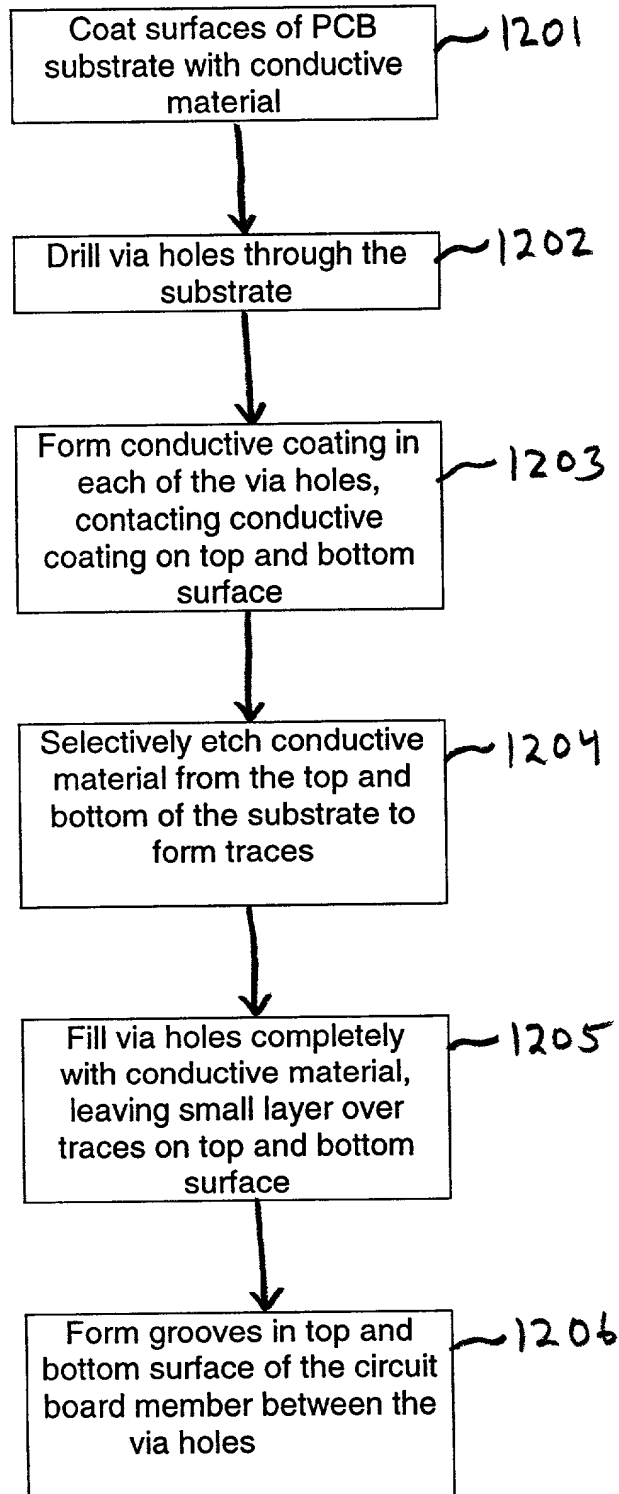 Coat surfaces of PCB
substrate with conductive
material
1201
Drill via holes through the
substrate
1202
Form conductive coating in
each of the via holes,
contacting conductive
coating on top and bottom
surface
1203
Selectively etch conductive
material from the top and
bottom of the substrate to
form traces
1204
Fill via holes completely
with conductive material,
leaving small layer over
traces on top and bottom
surface
1205
Form grooves in top and
bottom surface of the circuit
board member between the
via holes
1206